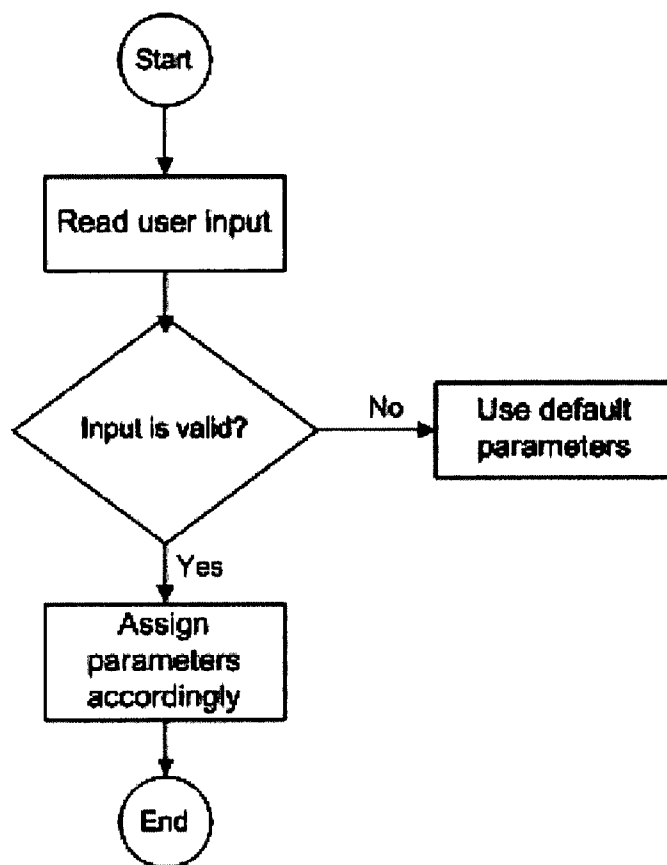 Start
Read user input
Input is valid?
No
Use default
parameters
Yes
Assign
parameters
accordingly
End